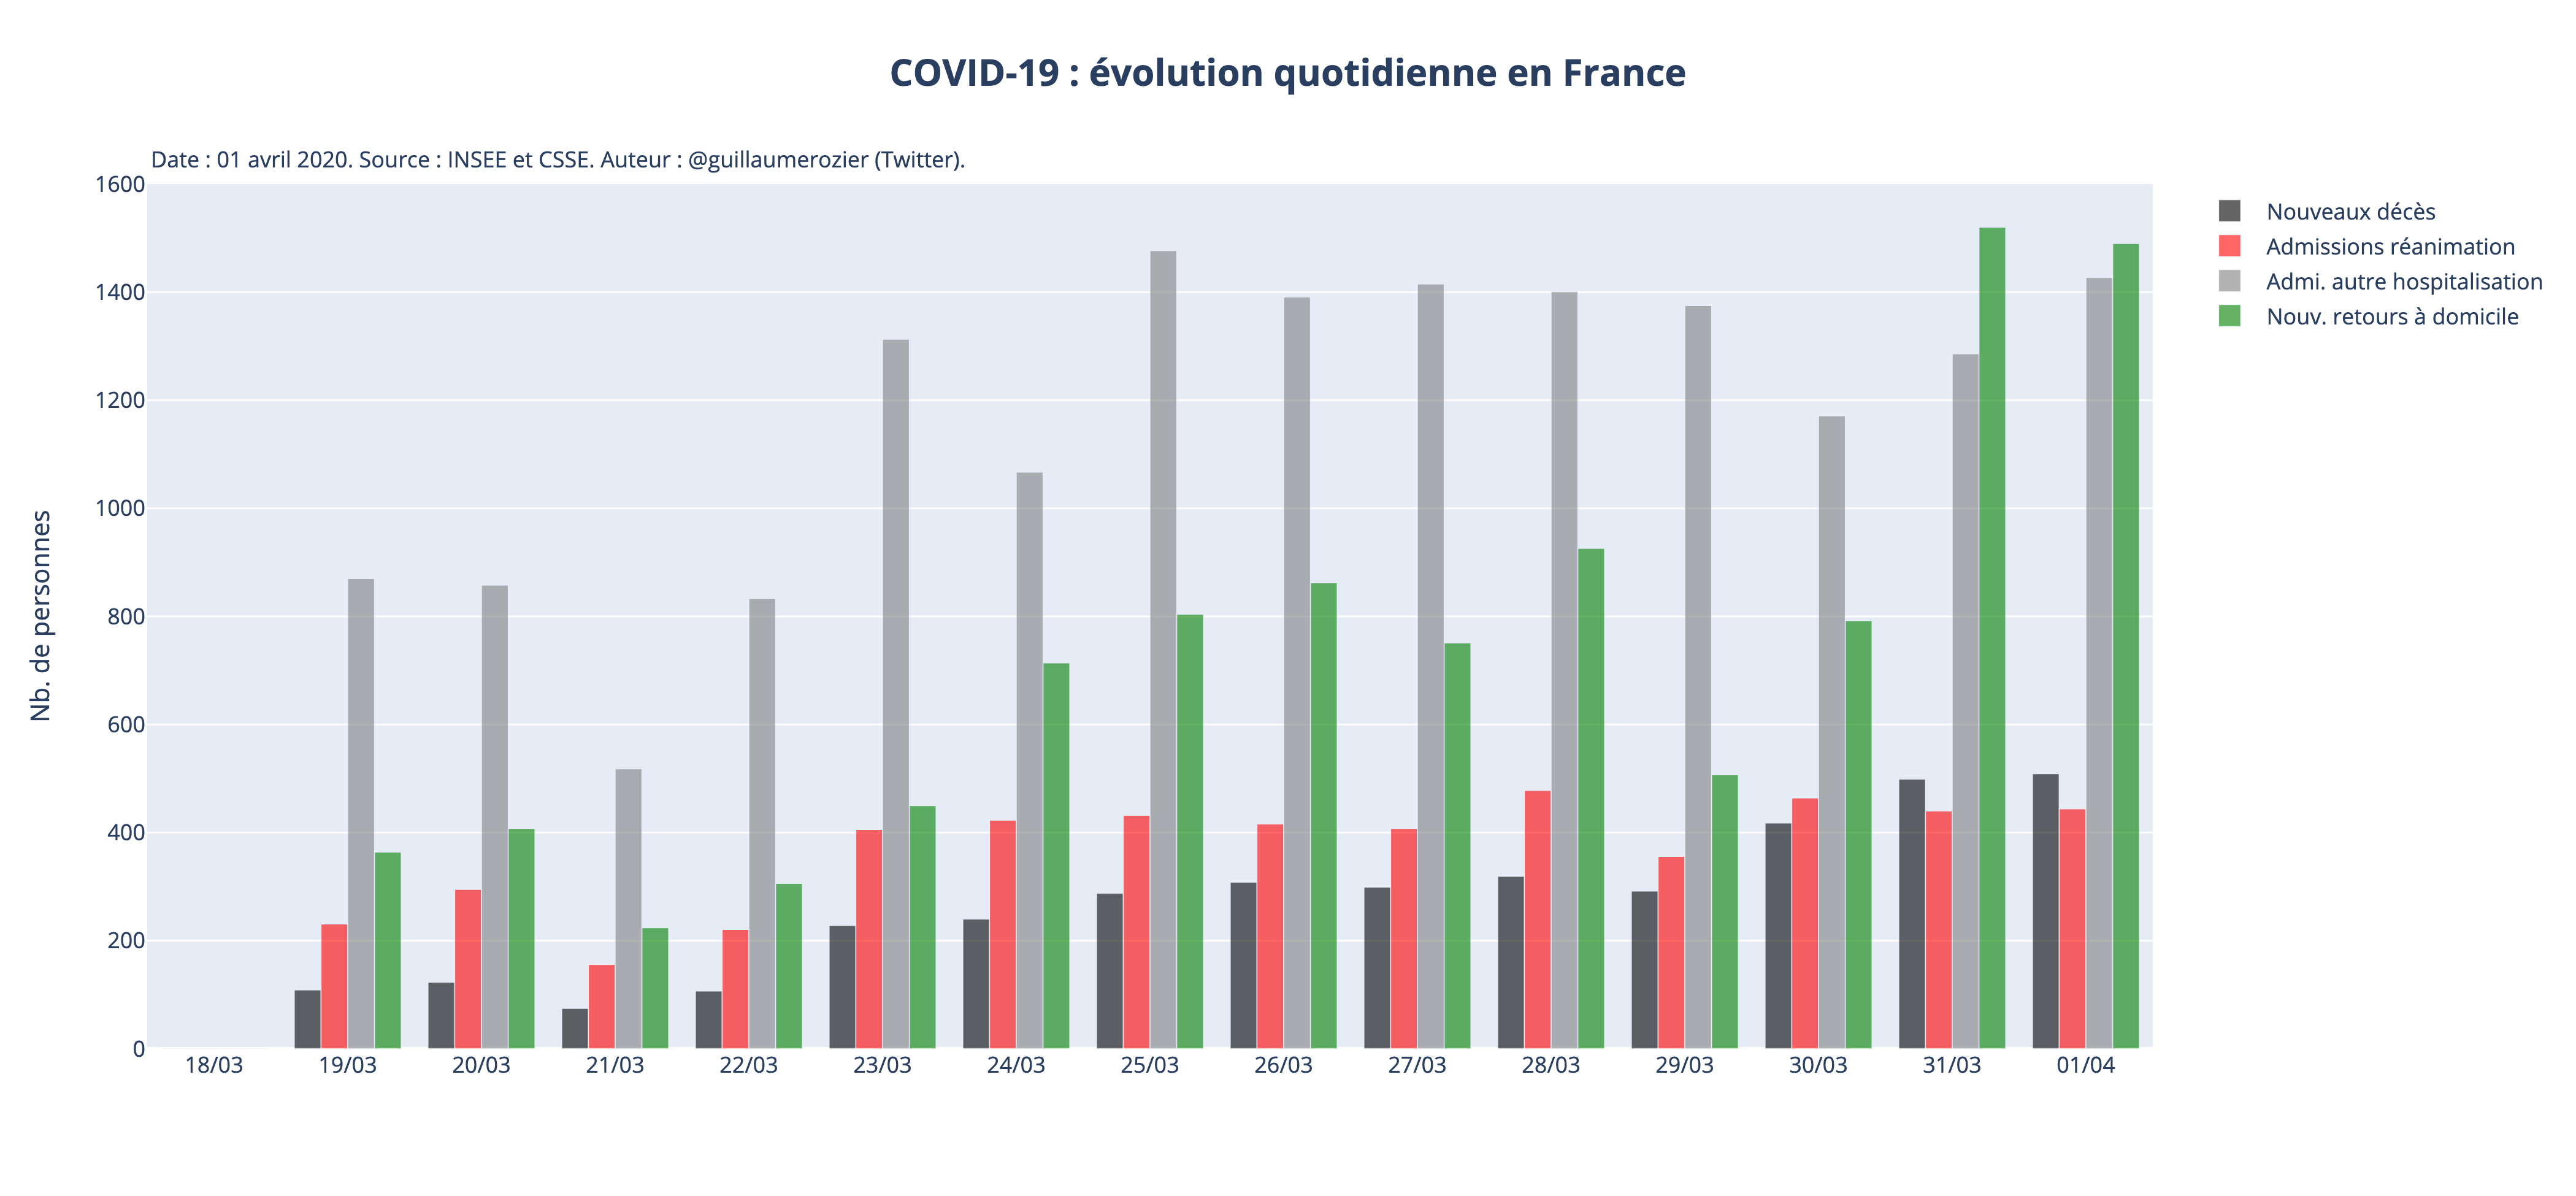 COVID-19 : évolution quotidienne en France
Date : 01 avril 2020. Source : INSEE et CSSE. Auteur : @guillaumerozier (Twitter).
Nb. de personnes
1600
1400
1200
1000
800
600
400
200
0
18/03 19/03 20/03 21/03 22/03 23/03 24/03 25/03 26/03 27/03 28/03 29/03 30/03 31/03 01/04
Nouveaux décès
Admissions réanimation
Admi. autre hospitalisation
Nouv. retours à domicile